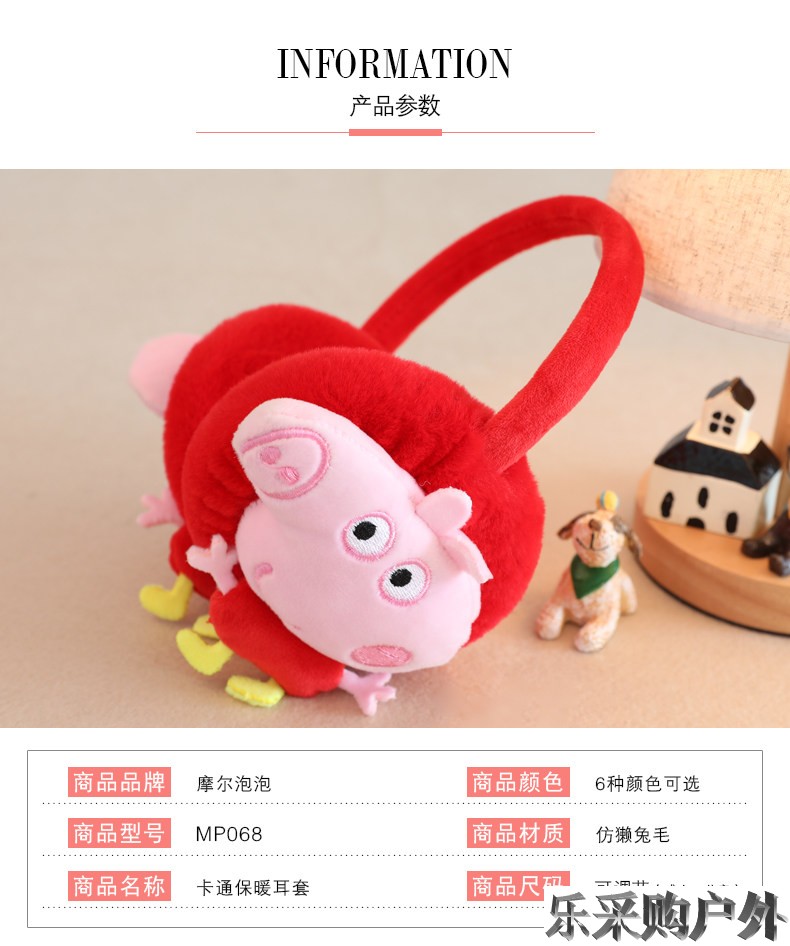 INFORMATION
产品参数
商品品牌 摩尔泡泡 商品颜色 6种颜色可选
商品型号 MP068 商品材质 仿獭兔毛
商品名称 卡通保暖耳套 商品尺码 可调节
乐采购户外